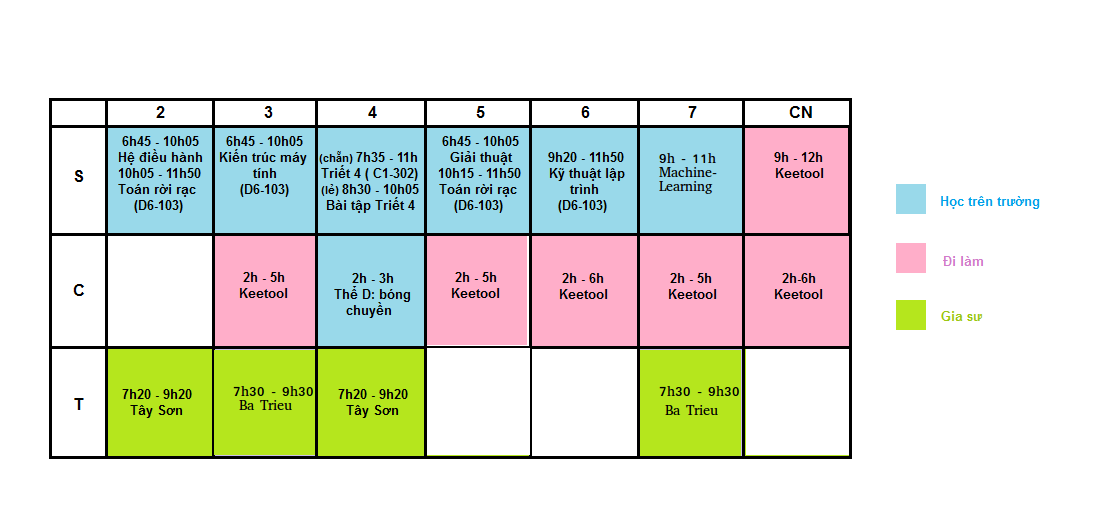 2 3 4 5 6 7 CN
S
6h45 - 10h05
Hệ điều hành
10h05 - 11h50
Toán rời rạc
(D6-103)
6h45 - 10h05
Kiến trúc máy
tính
(D6-103)
(chẵn) 7h35 - 11h
Triết 4 ( C1-302)
(lẻ) 8h30 - 10h05
Bài tập Triết 4
6h45 - 10h05
Giải thuật
10h15 - 11h50
Toán rời rạc
(D6-103)
9h20 - 11h50
Kỹ thuật lập
trình
(D6-103)
9h - 11h
Machine-
Learning
9h - 12h
Keetool
C
2h - 5h
Keetool
2h - 3h
Thể D: bóng
chuyền
2h - 5h
Keetool
2h - 6h
Keetool
2h - 5h
Keetool
2h-6h
Keetool
T
7h20 - 9h20
Tây Sơn
7h30 - 9h30
Ba Trieu
7h20 - 9h20
Tây Sơn
7h30 - 9h30
Ba Trieu
Học trên trường
Đi làm
Gia sư